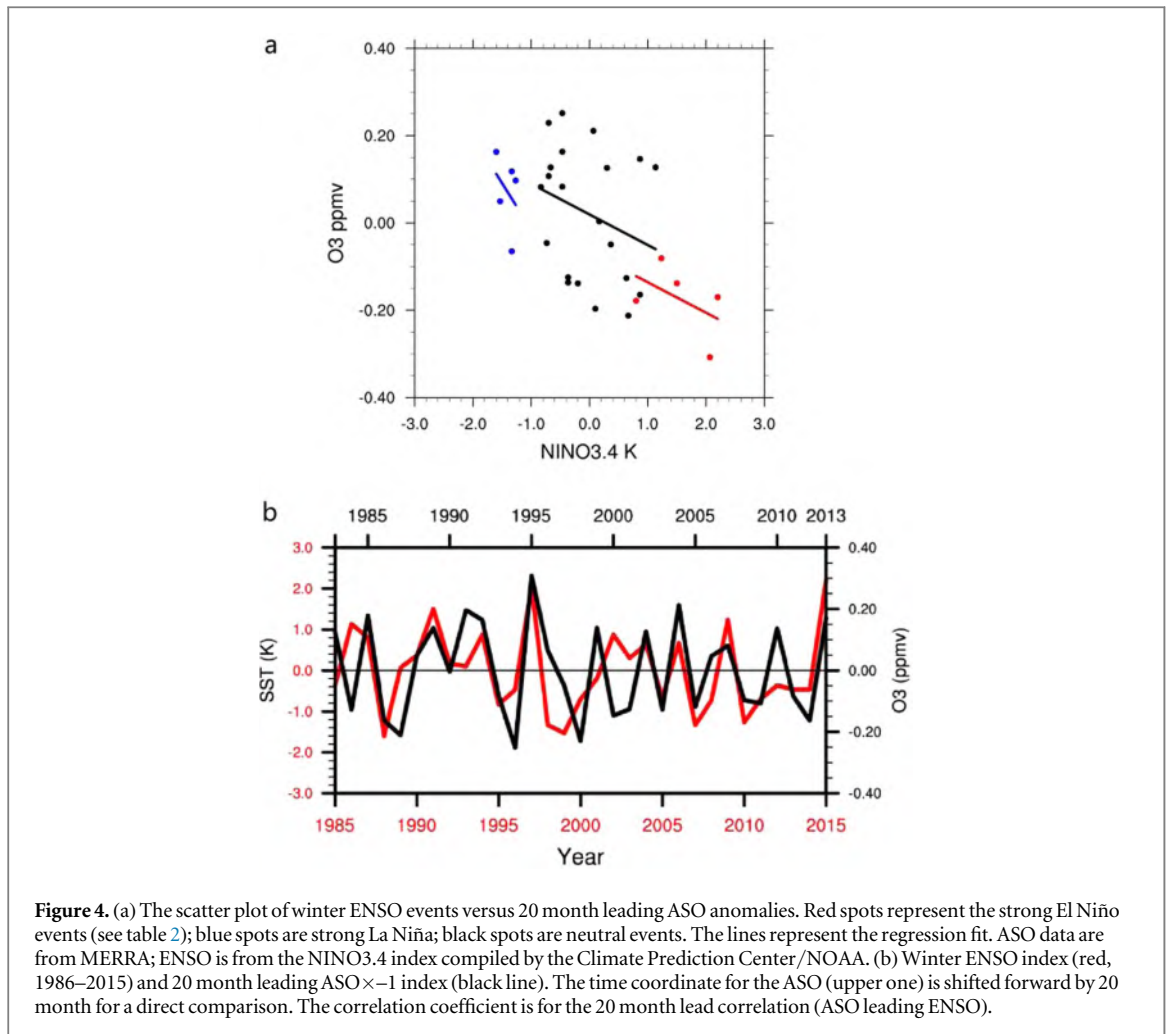 a
0.40
0.20
0.00
-0.20
-0.40
O3 ppmv
-3.0 -2.0 -1.0 0.0 1.0 2.0 3.0
NINO3.4 K
b
1985 1990 1995 2000 2005 2010 2013
3.0
2.0
1.0
0.0
-1.0
-2.0
-3.0
SST (K)
0.40
0.20
0.00
-0.20
-0.40
O3 (ppmv)
1985 1990 1995 2000 2005 2010 2015
Year
Figure 4. (a) The scatter plot of winter ENSO events versus 20 month leading ASO anomalies. Red spots represent the strong El Niño
events (see table 2); blue spots are strong La Niña; black spots are neutral events. The lines represent the regression fit. ASO data are
from MERRA; ENSO is from the NINO3.4 index compiled by the Climate Prediction Center/NOAA. (b) Winter ENSO index (red,
1986–2015) and 20 month leading ASO×−1 index (black line). The time coordinate for the ASO (upper one) is shifted forward by 20
month for a direct comparison. The correlation coefficient is for the 20 month lead correlation (ASO leading ENSO).